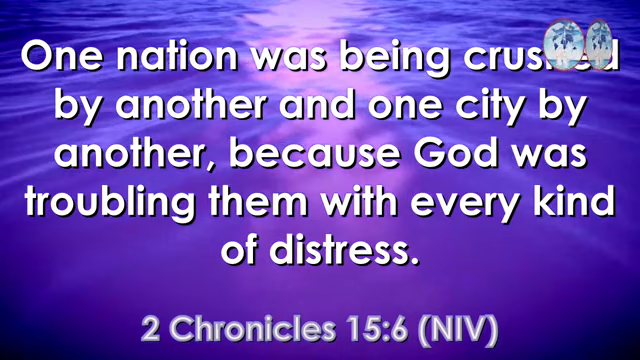 One nation was being crushed
by another and one city by
another, because God was
troubling them with every kind
of distress.
2 Chronicles 15:6 (NIV)